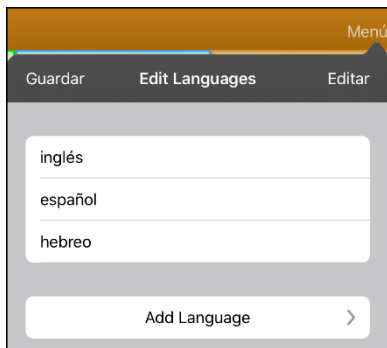 Menú
Guardar Edit Languages Editar
inglés
español
hebreo
Add Language